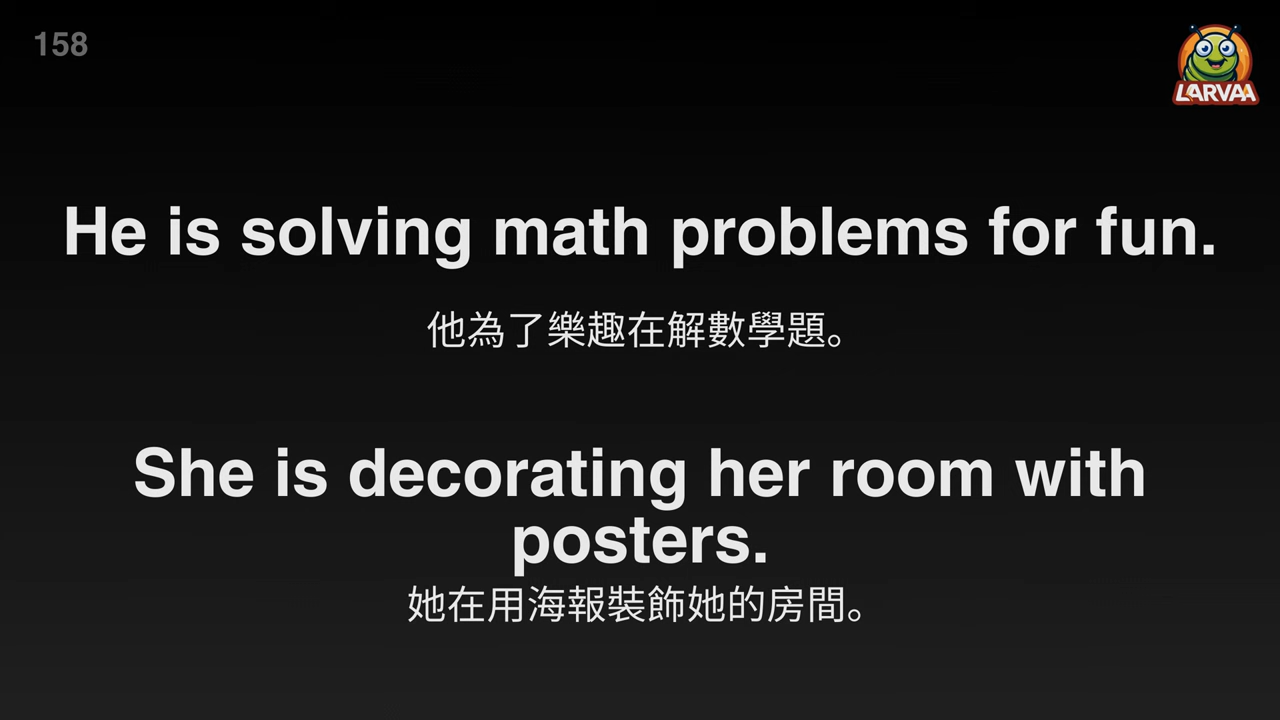 158
LARVAA
He is solving math problems for fun.
他為了樂趣在解數學題。
She is decorating her room with
posters.
她在用海報裝飾她的房間。